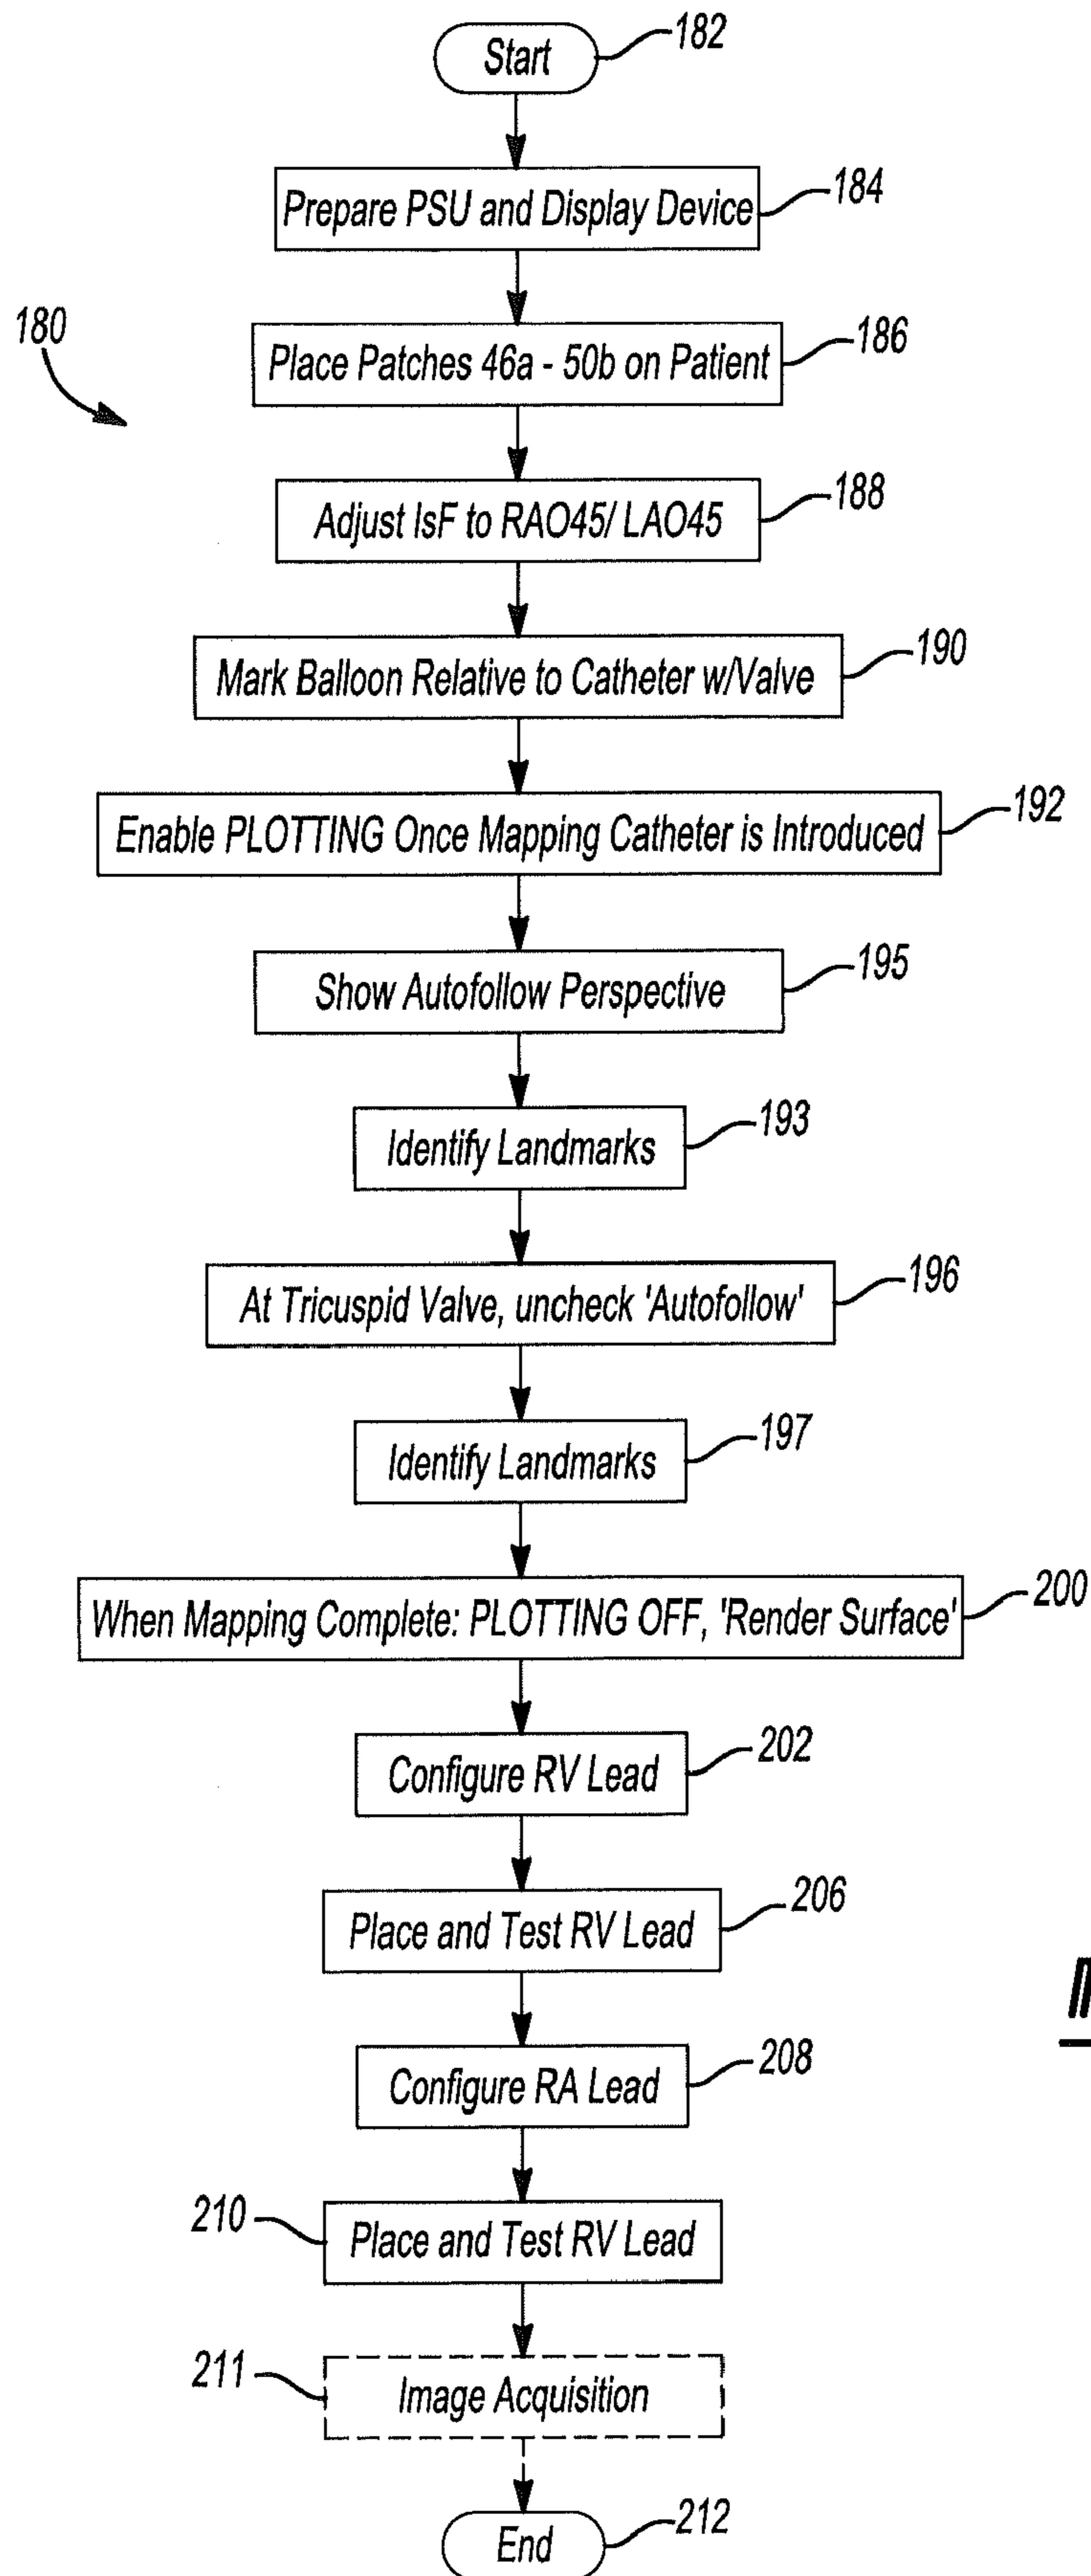 Start
182
Prepare PSU and Display Device
184
180
Place Patches 46a - 50b on Patient
186
Adjust IsF to RAO45/ LAO45
188
Mark Balloon Relative to Catheter w/Valve
190
Enable PLOTTING Once Mapping Catheter is Introduced
192
Show Autofollow Perspective
195
Identify Landmarks
193
At Tricuspid Valve, uncheck 'Autofollow'
196
Identify Landmarks
197
When Mapping Complete: PLOTTING OFF, 'Render Surface'
200
Configure RV Lead
202
Place and Test RV Lead
206
Configure RA Lead
208
210
Place and Test RV Lead
211
Image Acquisition
End
212